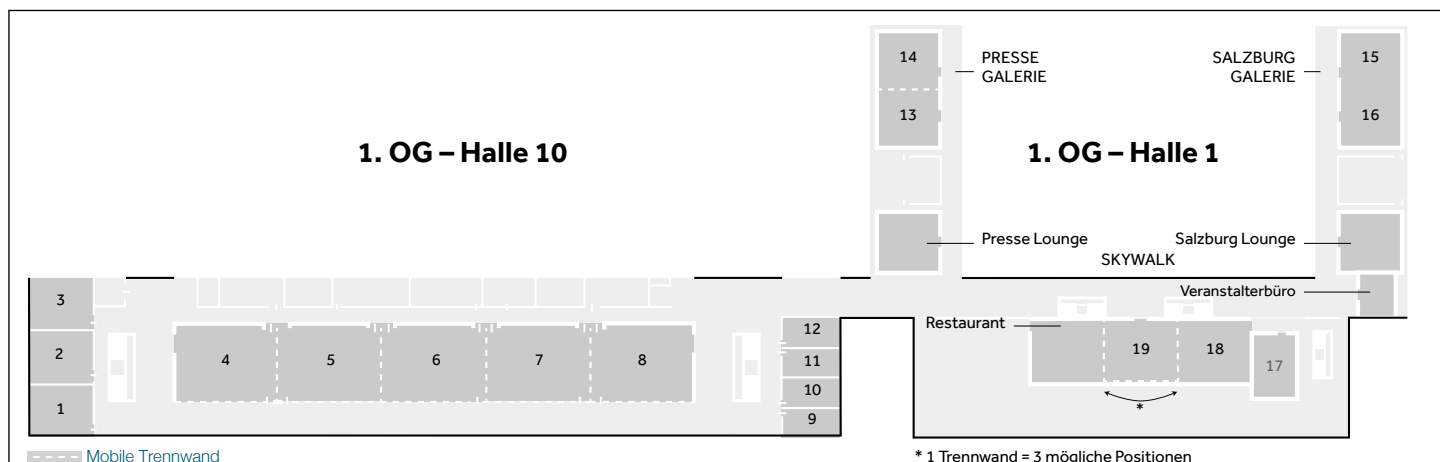 14
PRESSE
GALERIE
SALZBURG
GALERIE
15
13
16
1. OG – Halle 10
1. OG – Halle 1
Presse Lounge
Salzburg Lounge
SKYWALK
Veranstalterbüro
3
Restaurant
12
2
4
5
6
7
8
11
19
18
17
10
1
9
*
Mobile Trennwand
* 1 Trennwand = 3 mögliche Positionen